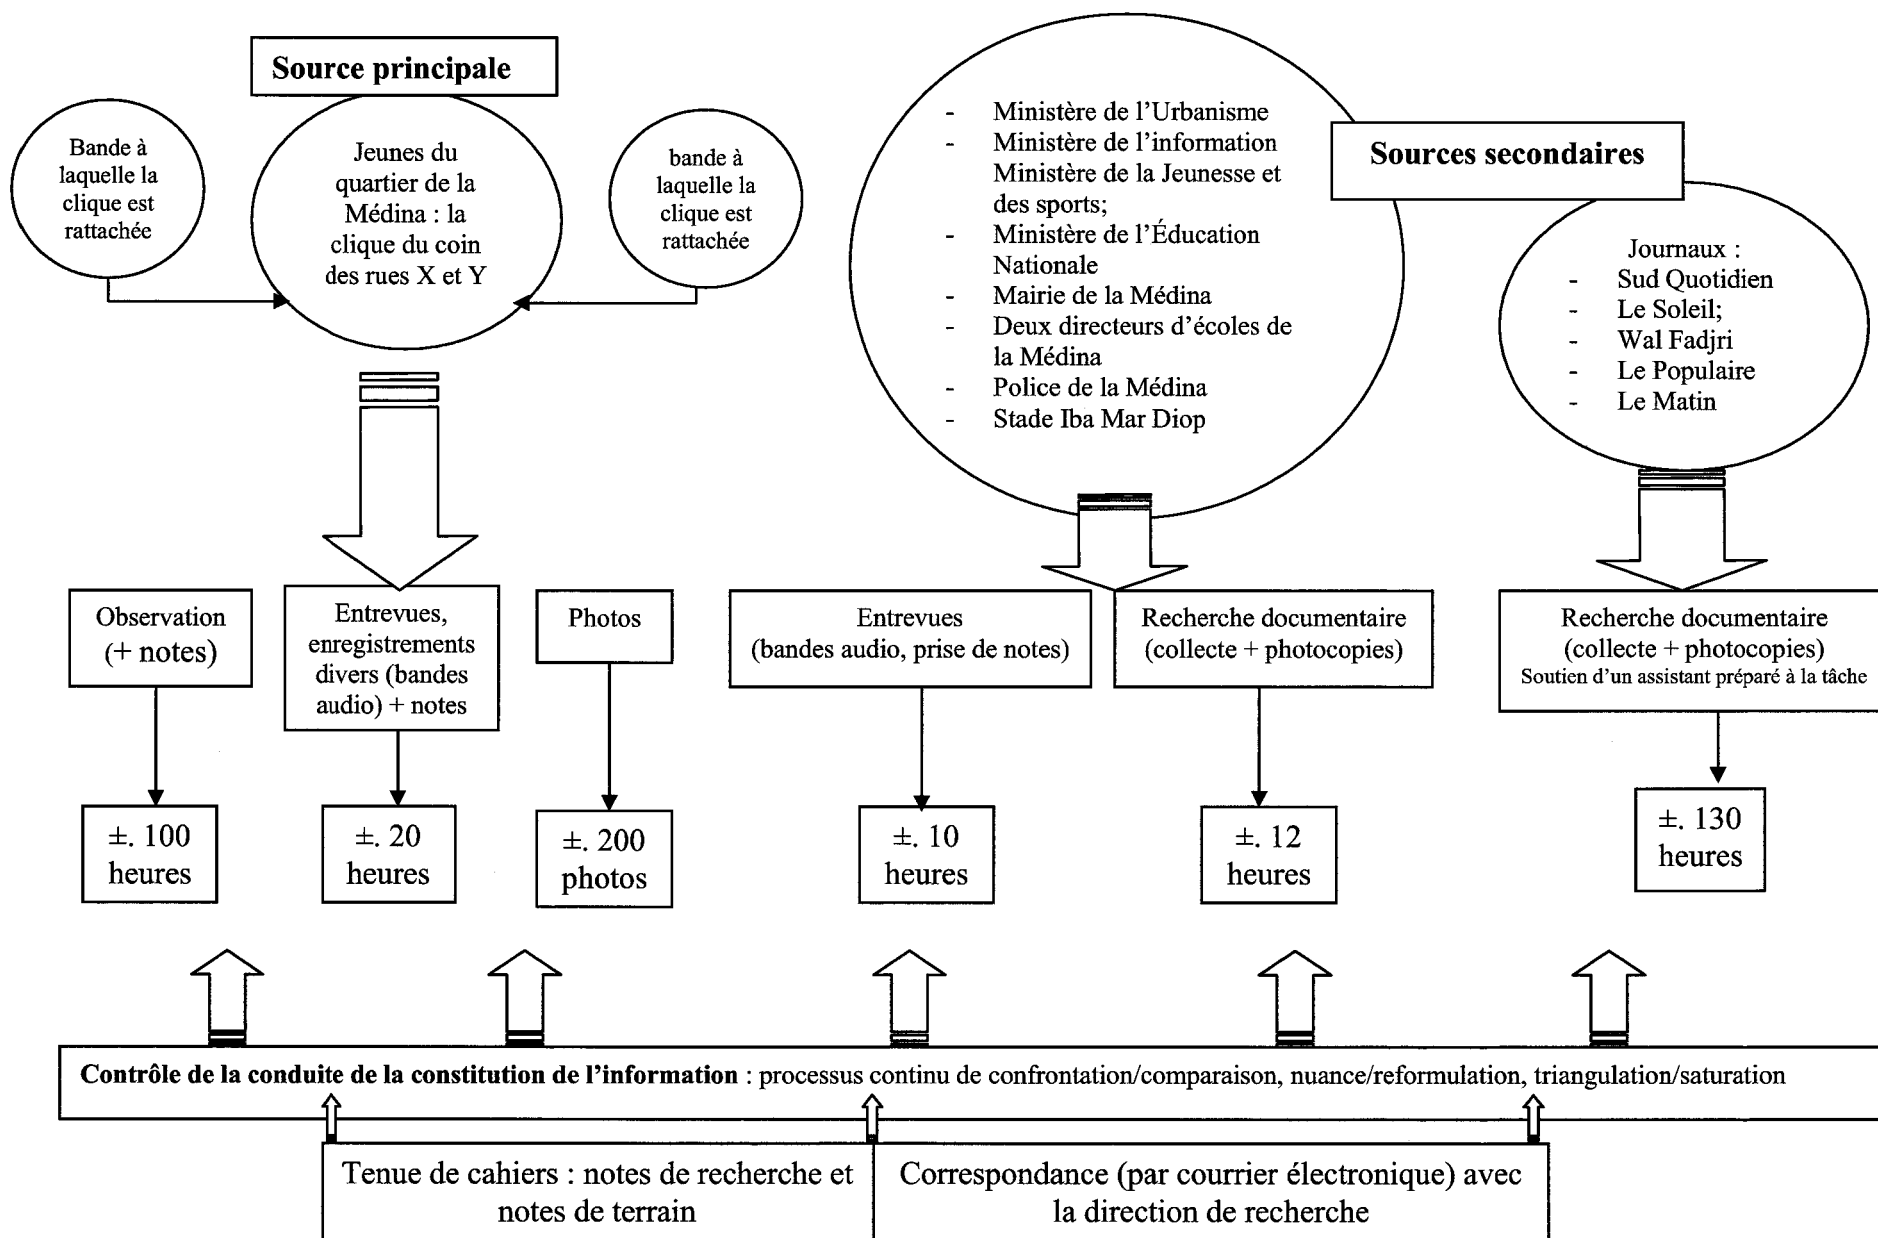 Source principale
Bande à
laquelle la
clique est
rattachée
Jeunes du
quartier de la
Médina : la
clique du coin
des rues X et Y
bande à
laquelle la
clique est
rattachée
- Ministère de l’Urbanisme
- Ministère de l’information
Ministère de la Jeunesse et
des sports;
- Ministère de l’Éducation
Nationale
- Mairie de la Médina
- Deux directeurs d’écoles de
la Médina
- Police de la Médina
- Stade Iba Mar Diop
Sources secondaires
Journaux :
- Sud Quotidien
- Le Soleil;
- Wal Fadjri
- Le Populaire
- Le Matin
Observation
(+ notes)
Entrevues,
enregistrements
divers (bandes
audio) + notes
Photos
Entrevues
(bandes audio, prise de notes)
Recherche documentaire
(collecte + photocopies)
Recherche documentaire
(collecte + photocopies)
Soutien d’un assistant préparé à la tâche
±. 100
heures
±. 20
heures
±. 200
photos
±. 10
heures
±. 12
heures
±. 130
heures
Contrôle de la conduite de la constitution de l’information : processus continu de confrontation/comparaison, nuance/reformulation, triangulation/saturation
Tenue de cahiers : notes de recherche et
notes de terrain
Correspondance (par courrier électronique) avec
la direction de recherche